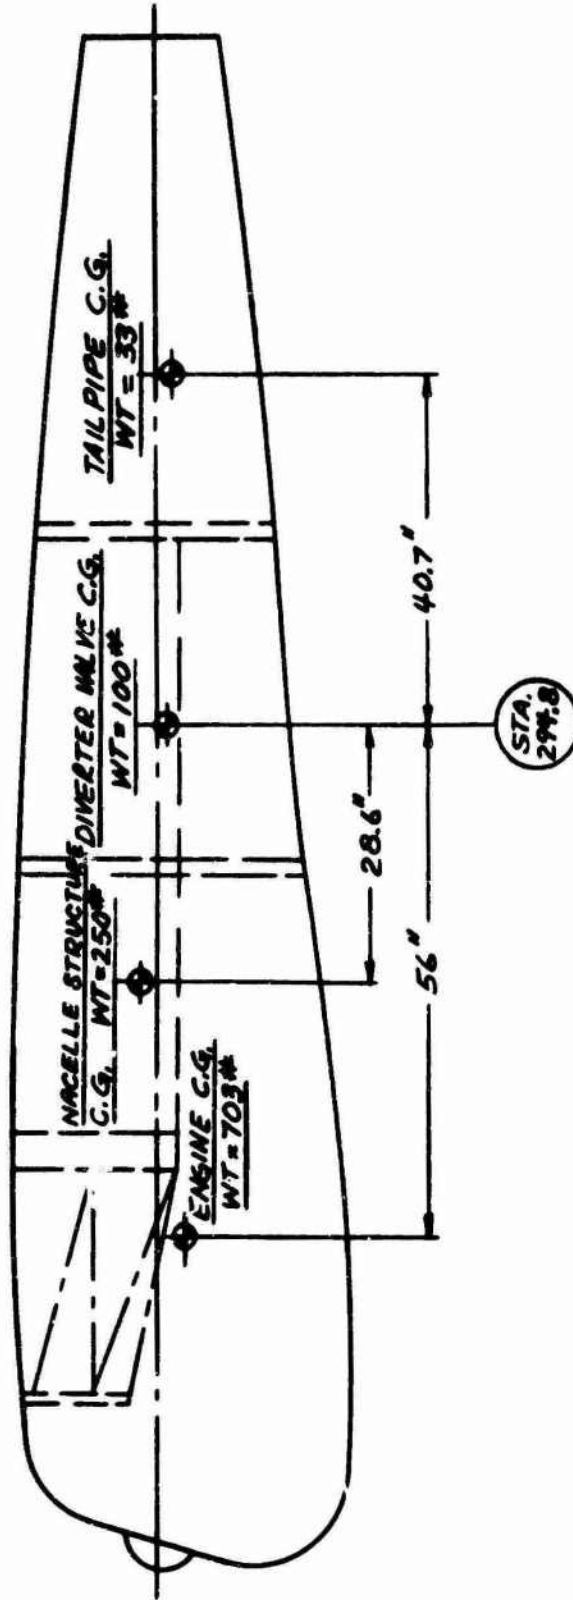 TAILPIPE C.G.
WT = 33#
DIVERTER VALVE C.G.
WT = 100#
NACELLE STRUCTURE
C.G. WT = 250#
ENGINE C.G.
WT = 703#
40.7"
28.6"
56"
STA.
294.8